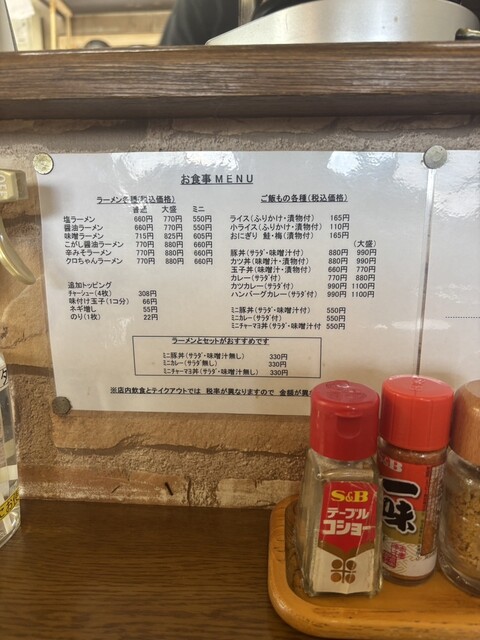 お食事MENU
ラーメン各種(税込価格)
普通 大盛 ミニ
塩ラーメン 660円 770円 550円
醤油ラーメン 660円 770円 550円
味噌ラーメン 715円 825円 605円
こがし醤油ラーメン 770円 880円 660円
辛みそラーメン 770円 880円 660円
クロちゃんラーメン 770円 880円 660円
追加トッピング
チャーシュー(4枚) 308円
味付け玉子(1コ分) 66円
ネギ増し 55円
のり(1枚) 22円
ご飯もの各種(税込価格)
ライス(ふりかけ・漬物付) 165円
小ライス(ふりかけ・漬物付) 110円
おにぎり 鮭・梅(漬物付) 165円
(大盛)
豚丼(サラダ・味噌汁付) 880円 990円
カツ丼(味噌汁・漬物付) 880円 990円
玉子丼(味噌汁・漬物付) 660円 770円
カレー(サラダ付) 770円 880円
カツカレー(サラダ付) 990円 1100円
ハンバーグカレー(サラダ付) 990円 1100円
ミニ豚丼(サラダ・味噌汁付) 550円
ミニカレー(サラダ付) 550円
ミニチャーマヨ丼(サラダ・味噌汁付) 550円
ラーメンとセットがおすすめです
ミニ豚丼(サラダ・味噌汁無し) 330円
ミニカレー(サラダ無し) 330円
ミニチャーマヨ丼(サラダ・味噌汁無し) 330円
※店内飲食とテイクアウトでは 税率が異なりますので 金額が異
S&B
テーブル
コショー
S&B
一味